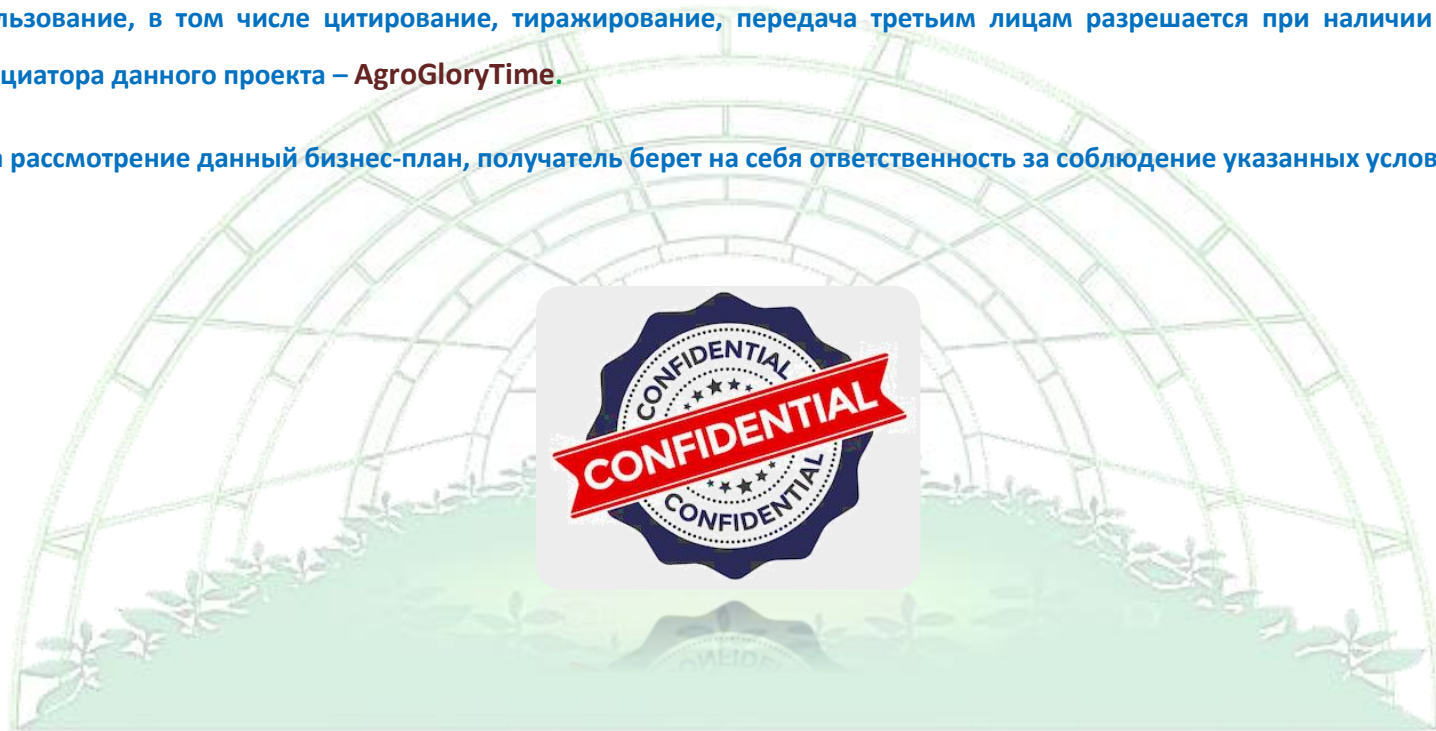 льзование, в том числе цитирование, тиражирование, передача третьим лицам разрешается при наличии
циатора данного проекта – AgroGloryTime.
рассмотрение данный бизнес-план, получатель берет на себя ответственность за соблюдение указанных услов
CONFIDENTIAL
CONFIDENTIAL
CONFIDENTIAL